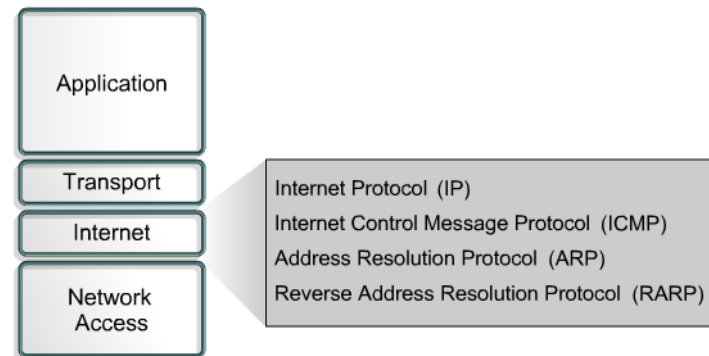 Application
Transport
Internet
Network
Access
Internet Protocol (IP)
Internet Control Message Protocol (ICMP)
Address Resolution Protocol (ARP)
Reverse Address Resolution Protocol (RARP)